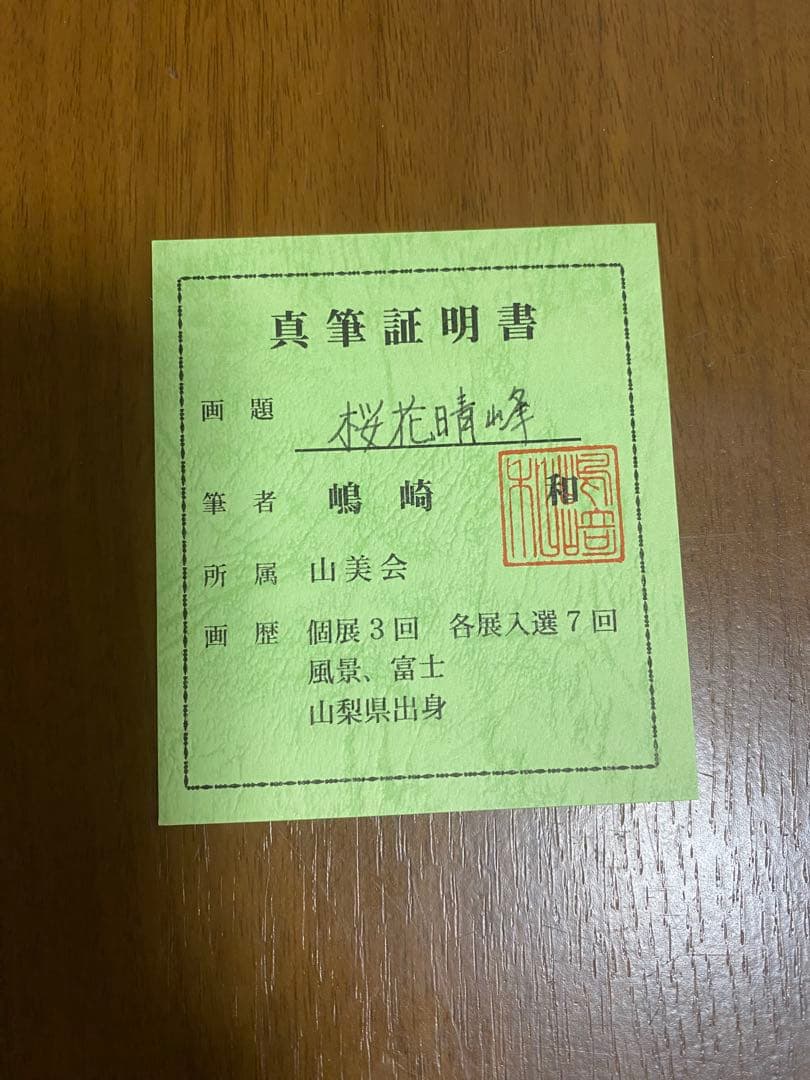 真筆証明書
画題 桜花晴峰
筆者 嶋崎 和
所属 山美会
画歴 個展3回 各展入選7回
風景、富士
山梨県出身